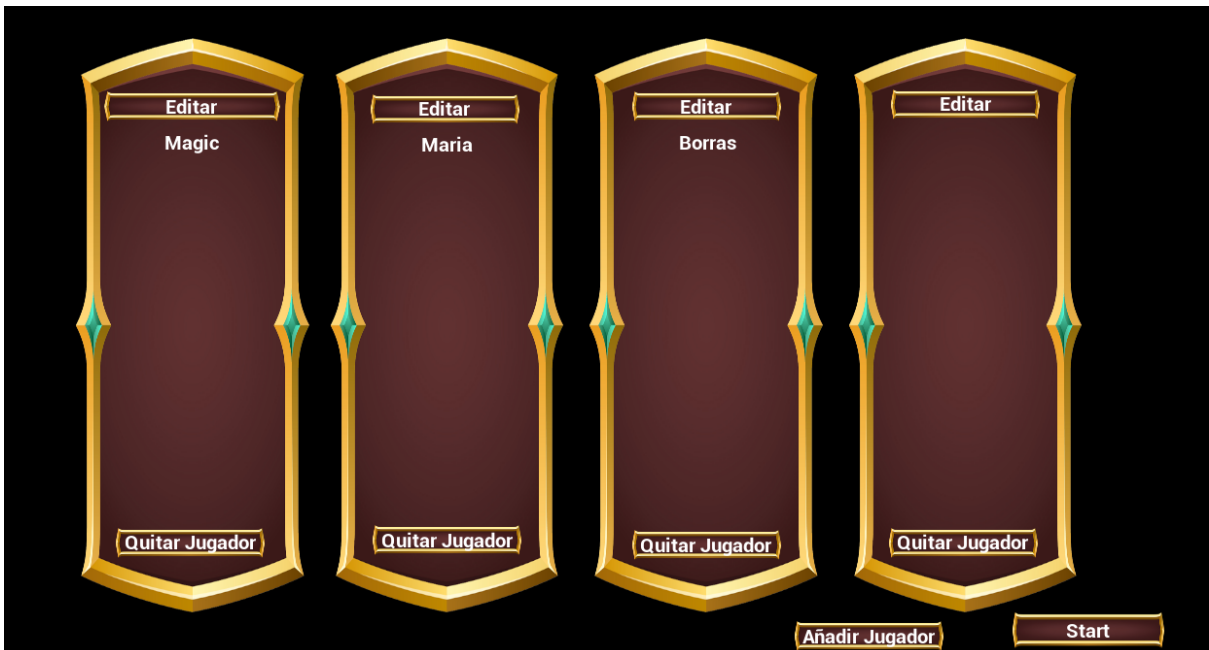 Editar
Magic
Quitar Jugador
Editar
Maria
Quitar Jugador
Editar
Borras
Quitar Jugador
Editar
Quitar Jugador
Añadir Jugador
Start